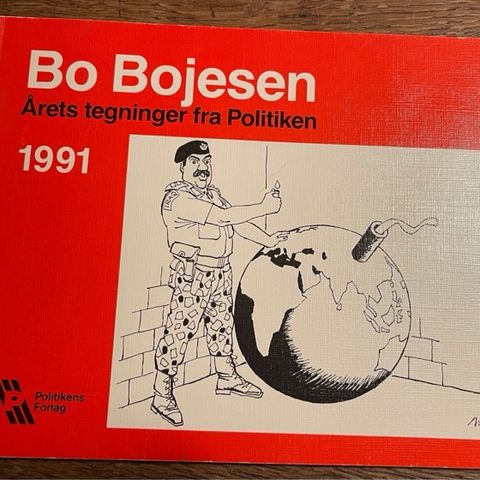 Bo Bojesen
Årets tegninger fra Politiken
1991
Politikens
Forlag